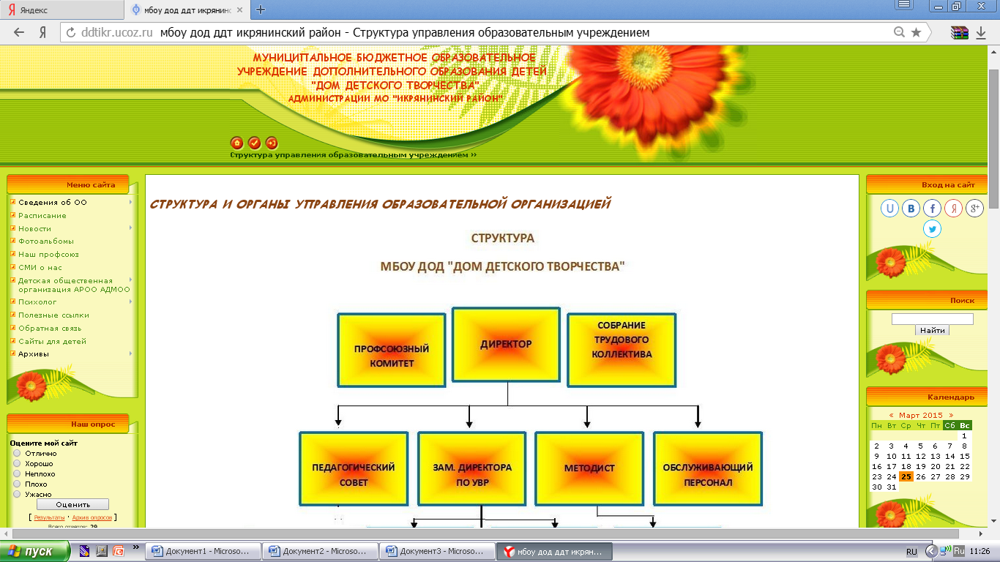 Яндекс
мбоу дод ддт икрянинс
ddtikr.ucoz.ru мбоу дод ддт икрянинский район - Структура управления образовательным учреждением
МУНИЦИПАЛЬНОЕ БЮДЖЕТНОЕ ОБРАЗОВАТЕЛЬНОЕ
УЧРЕЖДЕНИЕ ДОПОЛНИТЕЛЬНОГО ОБРАЗОВАНИЯ ДЕТЕЙ
"ДОМ ДЕТСКОГО ТВОРЧЕСТВА"
АДМИНИСТРАЦИИ МО "ИКРЯНИНСКИЙ РАЙОН"
Структура управления образовательным учреждением ››
Меню сайта
Сведения об ОО
Расписание
Новости
Фотоальбомы
Наш профсоюз
СМИ о нас
Детская общественная
организация АРОО АДМОО
Психолог
Полезные ссылки
Обратная связь
Сайты для детей
Архивы
Наш опрос
Оцените мой сайт
Отлично
Хорошо
Неплохо
Плохо
Ужасно
Оценить
[ Результаты · Архив опросов ]
Всего ответов: 29
СТРУКТУРА И ОРГАНЫ УПРАВЛЕНИЯ ОБРАЗОВАТЕЛЬНОЙ ОРГАНИЗАЦИЕЙ
СТРУКТУРА
МБОУ ДОД "ДОМ ДЕТСКОГО ТВОРЧЕСТВА"
ПРОФСОЮЗНЫЙ
КОМИТЕТ
ДИРЕКТОР
СОБРАНИЕ
ТРУДОВОГО
КОЛЛЕКТИВА
ПЕДАГОГИЧЕСКИЙ
СОВЕТ
ЗАМ. ДИРЕКТОРА
ПО УВР
МЕТОДИСТ
ОБСЛУЖИВАЮЩИЙ
ПЕРСОНАЛ
Вход на сайт
U B f Я g+
Поиск
Найти
Календарь
« Март 2015 »
Пн Вт Ср Чт Пт Сб Вс
1
2 3 4 5 6 7 8
9 10 11 12 13 14 15
16 17 18 19 20 21 22
23 24 25 26 27 28 29
30 31
пуск
Документ1 - Microso...
Документ2 - Microso...
Документ3 - Microso...
мбоу дод ддт икрян...
RU
Ru
11:26